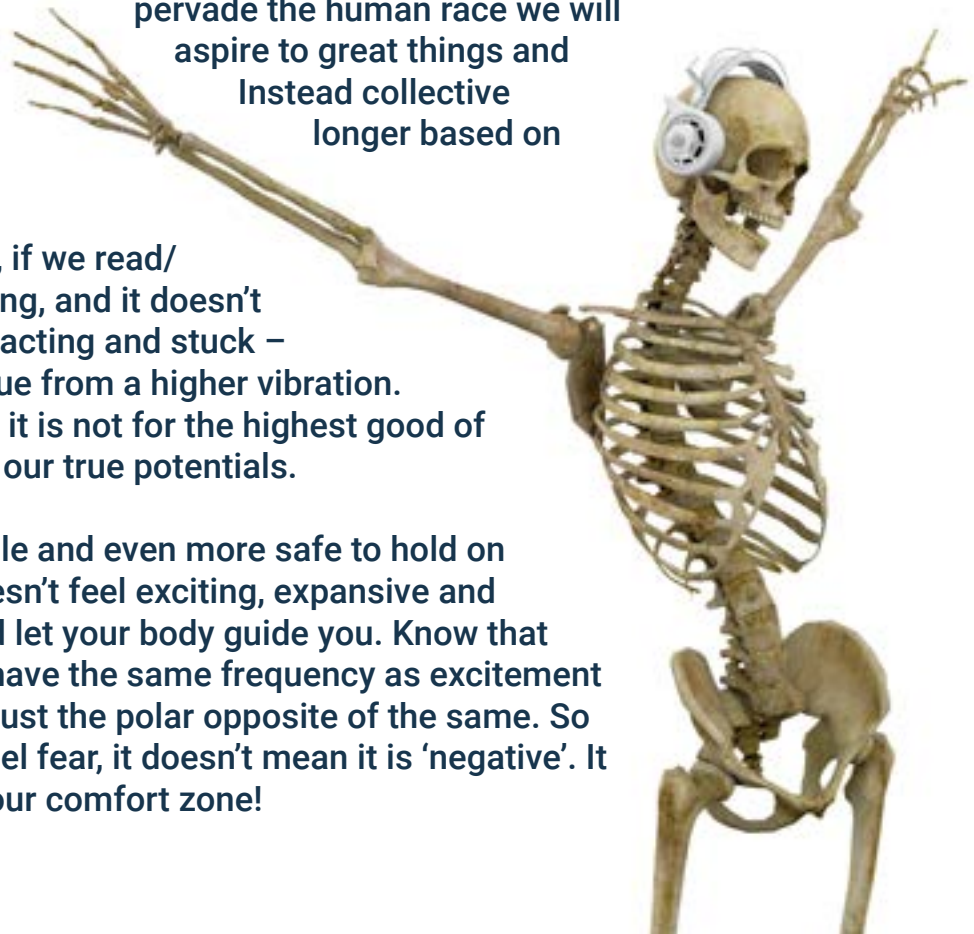 pervade the human race we will
aspire to great things and
Instead collective
longer based on
, if we read/
ng, and it doesn’t
acting and stuck –
ue from a higher vibration.
it is not for the highest good of
our true potentials.
le and even more safe to hold on
esn’t feel exciting, expansive and
l let your body guide you. Know that
have the same frequency as excitement
ust the polar opposite of the same. So
el fear, it doesn’t mean it is ‘negative’. It
our comfort zone!